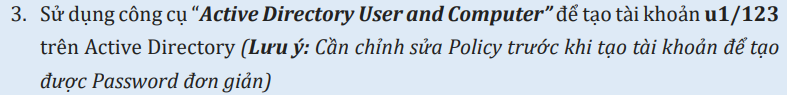 3. Sử dụng công cụ “Active Directory User and Computer” để tạo tài khoản u1/123
trên Active Directory (Lưu ý: Cần chỉnh sửa Policy trước khi tạo tài khoản để tạo
được Password đơn giản)